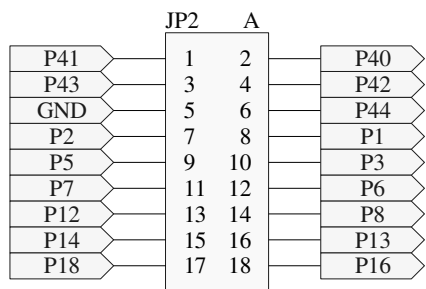 JP2 A
P41 1 2 P40
P43 3 4 P42
GND 5 6 P44
P2 7 8 P1
P5 9 10 P3
P7 11 12 P6
P12 13 14 P8
P14 15 16 P13
P18 17 18 P16